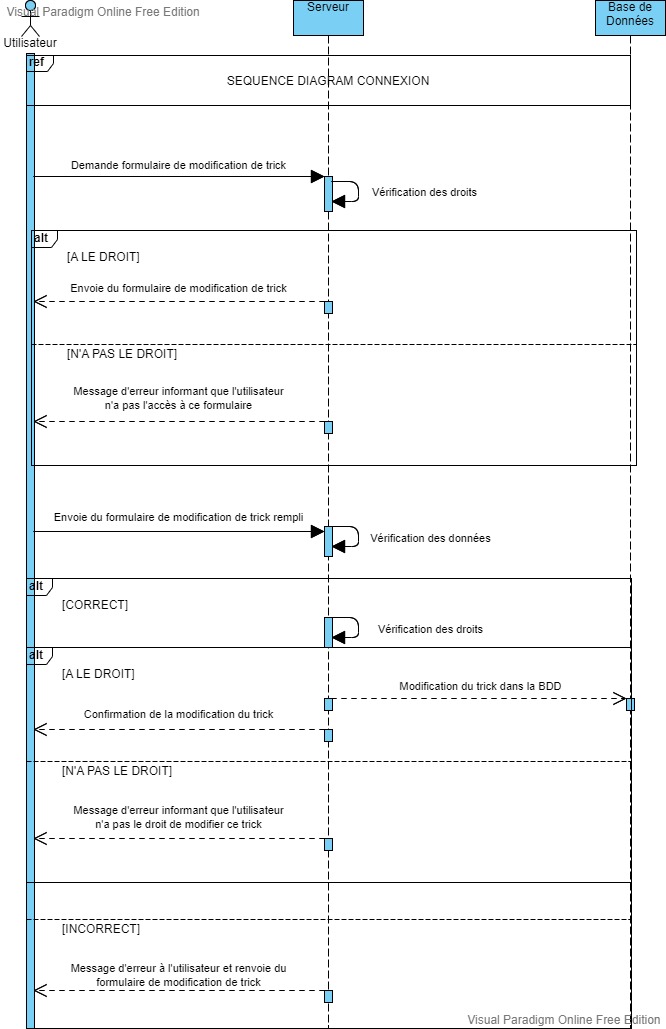 Visual Paradigm Online Free Edition
Serveur
Base de
Données
Utilisateur
ref
SEQUENCE DIAGRAM CONNEXION
Demande formulaire de modification de trick
Vérification des droits
alt
[A LE DROIT]
Envoie du formulaire de modification de trick
[N'A PAS LE DROIT]
Message d'erreur informant que l'utilisateur
n'a pas l'accès à ce formulaire
Envoie du formulaire de modification de trick rempli
Vérification des données
alt
[CORRECT]
Vérification des droits
alt
[A LE DROIT]
Modification du trick dans la BDD
Confirmation de la modification du trick
[N'A PAS LE DROIT]
Message d'erreur informant que l'utilisateur
n'a pas le droit de modifier ce trick
[INCORRECT]
Message d'erreur à l'utilisateur et renvoie du
formulaire de modification de trick
Visual Paradigm Online Free Edition